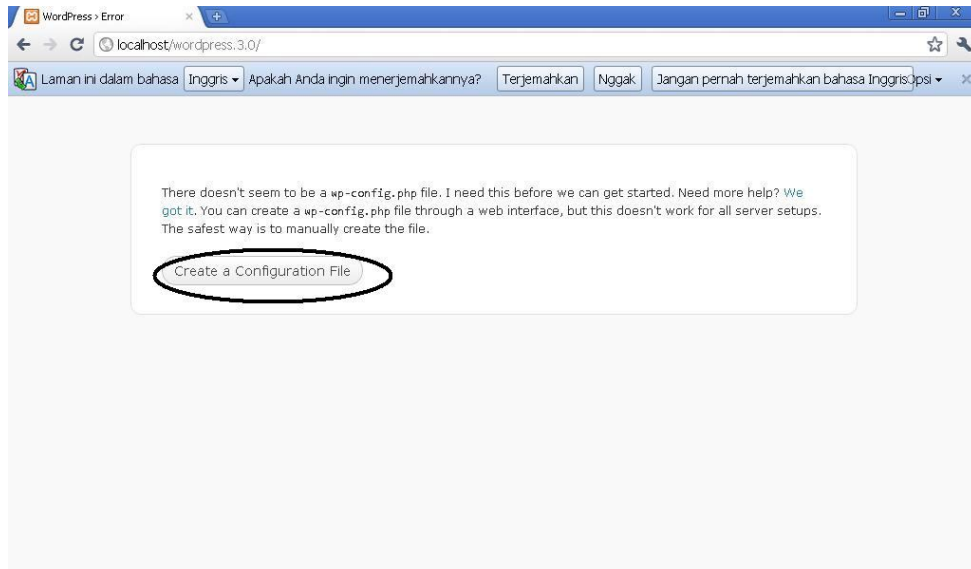 WordPress › Error
localhost/wordpress.3.0/
Laman ini dalam bahasa Inggris Apakah Anda ingin menerjemahkannya? Terjemahkan Nggak Jangan pernah terjemahkan bahasa Inggris Opsi
There doesn't seem to be a wp-config.php file. I need this before we can get started. Need more help? We
got it. You can create a wp-config.php file through a web interface, but this doesn't work for all server setups.
The safest way is to manually create the file.
Create a Configuration File